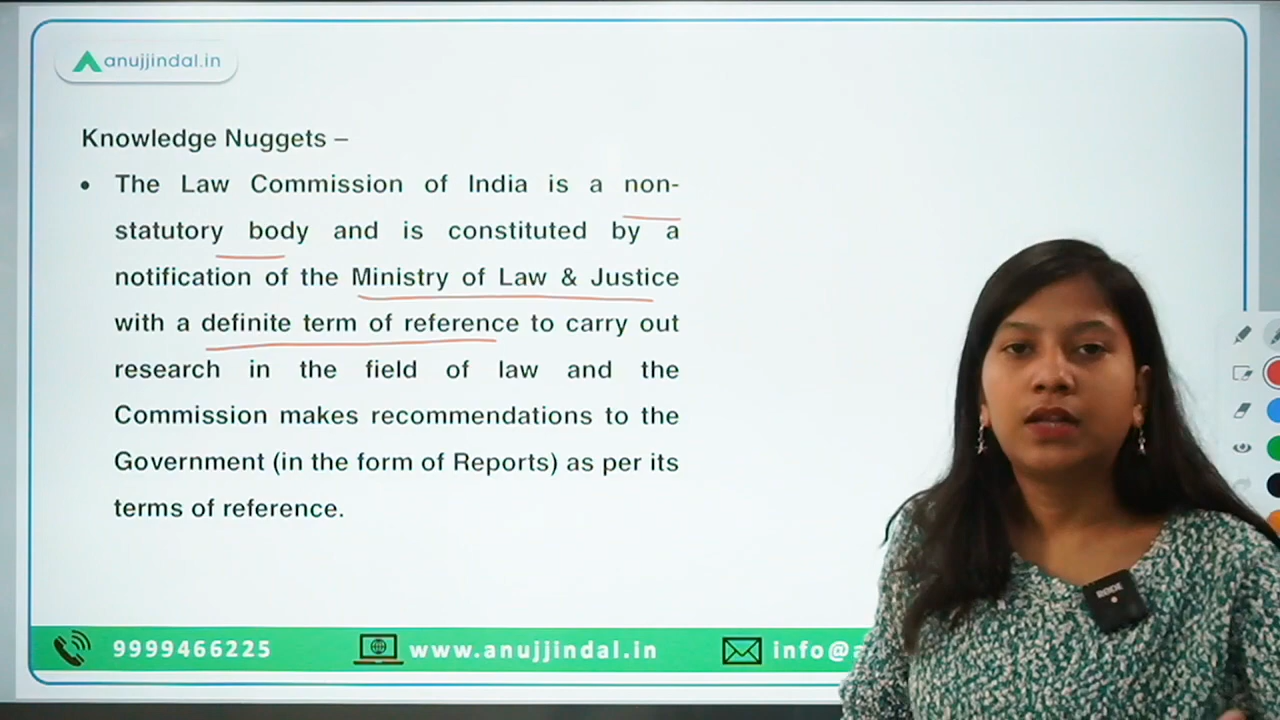 anujjindal.in
Knowledge Nuggets –
• The Law Commission of India is a non-
statutory body and is constituted by a
notification of the Ministry of Law & Justice
with a definite term of reference to carry out
research in the field of law and the
Commission makes recommendations to the
Government (in the form of Reports) as per its
terms of reference.
RODE
9999466225 www.anujjindal.in info@a